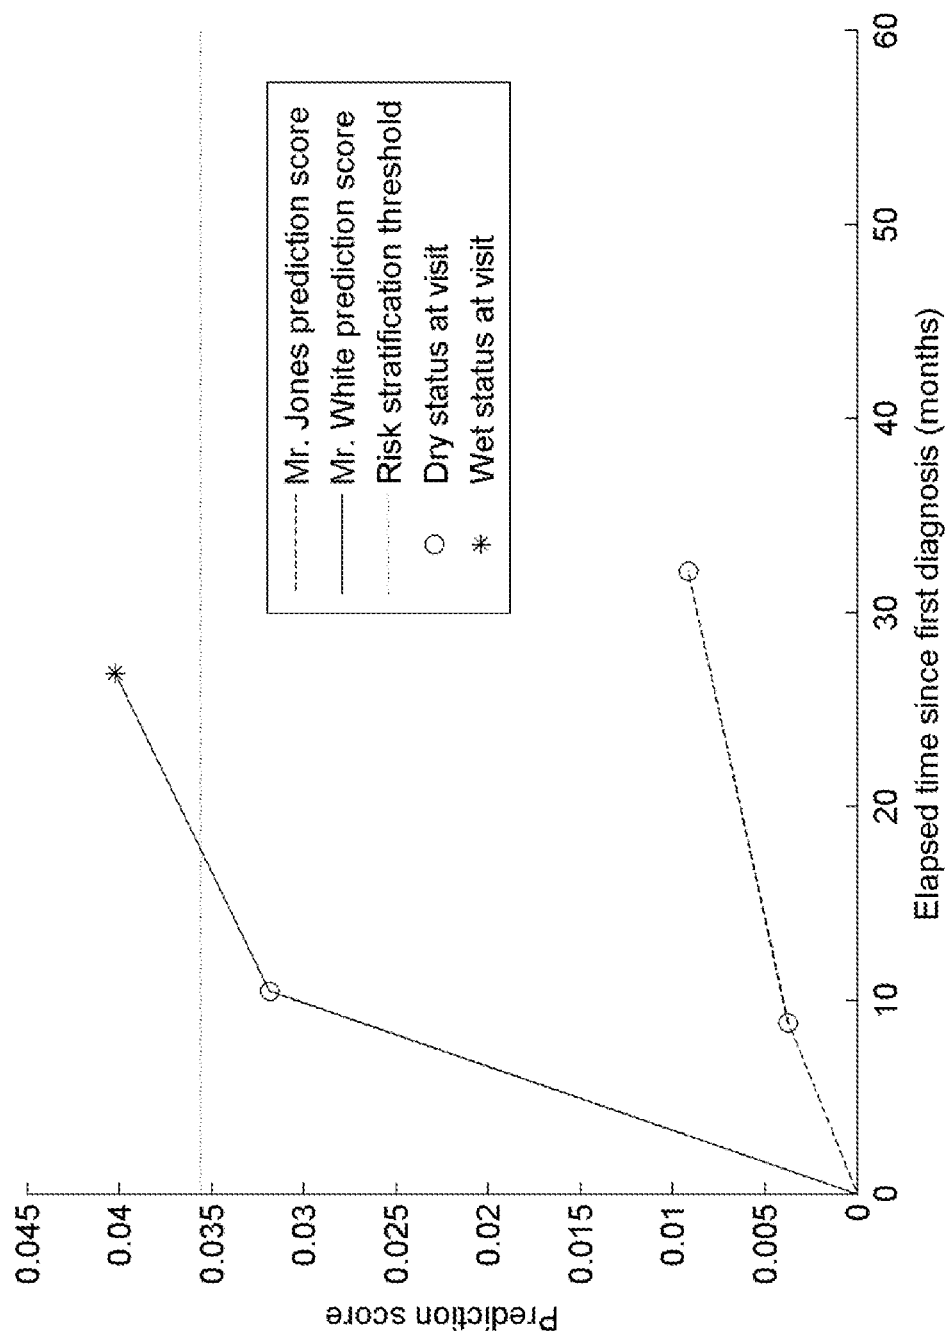 Prediction score
0.045
0.04
0.035
0.03
0.025
0.02
0.015
0.01
0.005
0
0
10
20
30
40
50
60
Elapsed time since first diagnosis (months)
Mr. Jones prediction score
Mr. White prediction score
Risk stratification threshold
Dry status at visit
Wet status at visit